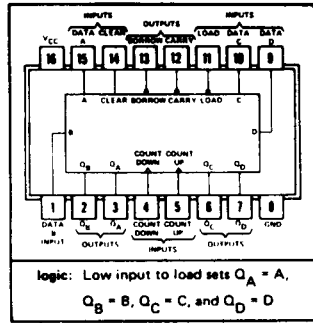 INPUTS OUTPUTS INPUTS
DATA CLEAR BORROW CARRY LOAD DATA DATA
VCC A C D
16 15 14 13 12 11 10 9
A CLEAR BORROW CARRY LOAD C
B D
COUNT COUNT
QB QA DOWN UP QC QD
1 2 3 4 5 6 7 8
DATA QB QA COUNT COUNT QC QD GND
B DOWN UP
INPUT OUTPUTS INPUTS OUTPUTS
logic: Low input to load sets QA = A,
QB = B, QC = C, and QD = D